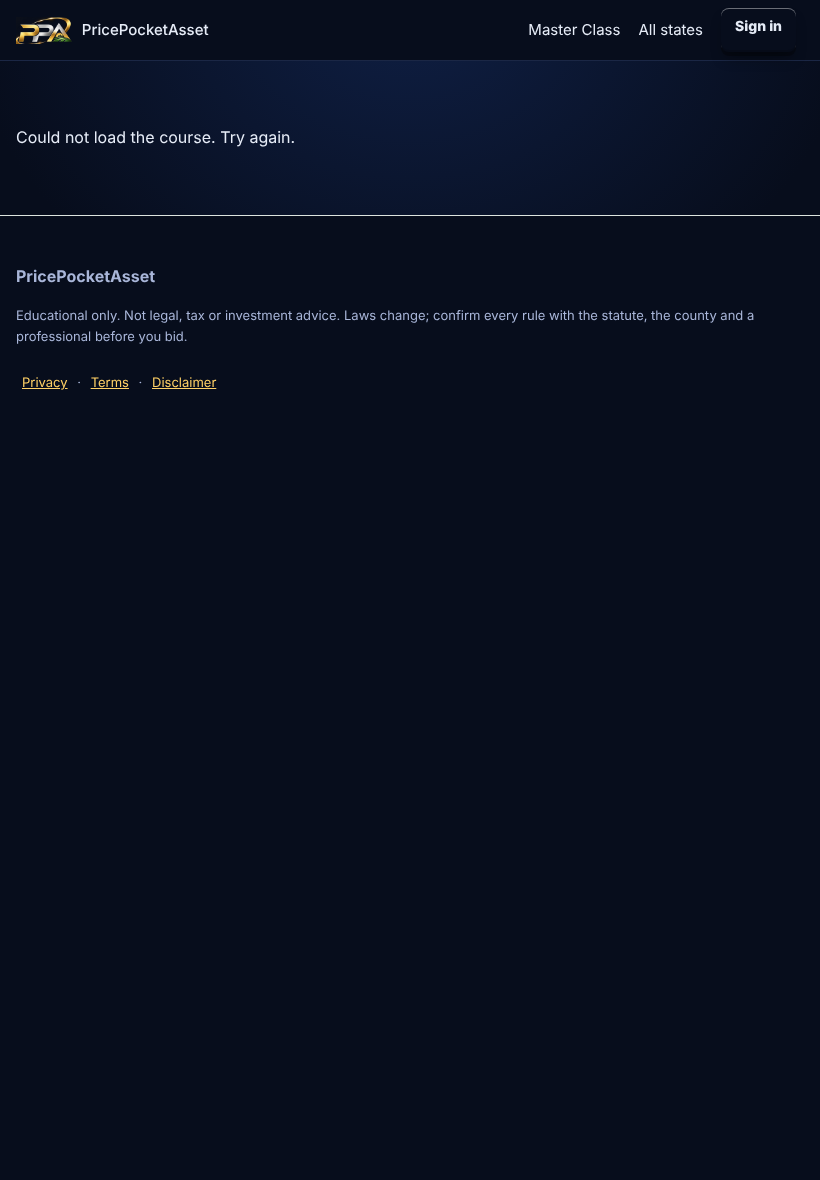 PPA PricePocketAsset Master Class All states Sign in
Could not load the course. Try again.
PricePocketAsset
Educational only. Not legal, tax or investment advice. Laws change; confirm every rule with the statute, the county and a
professional before you bid.
Privacy · Terms · Disclaimer